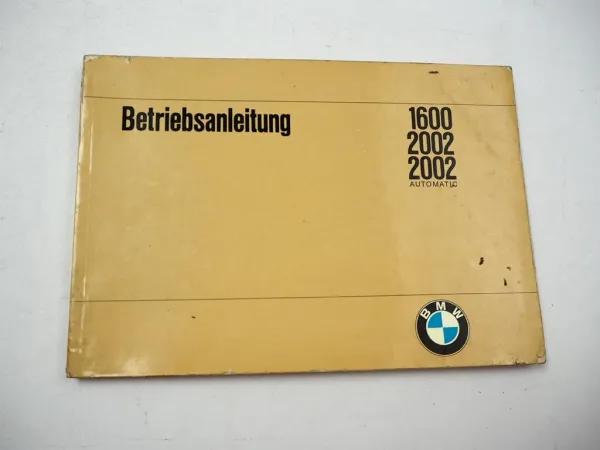 Betriebsanleitung
1600
2002
2002
AUTOMATIC
BMW